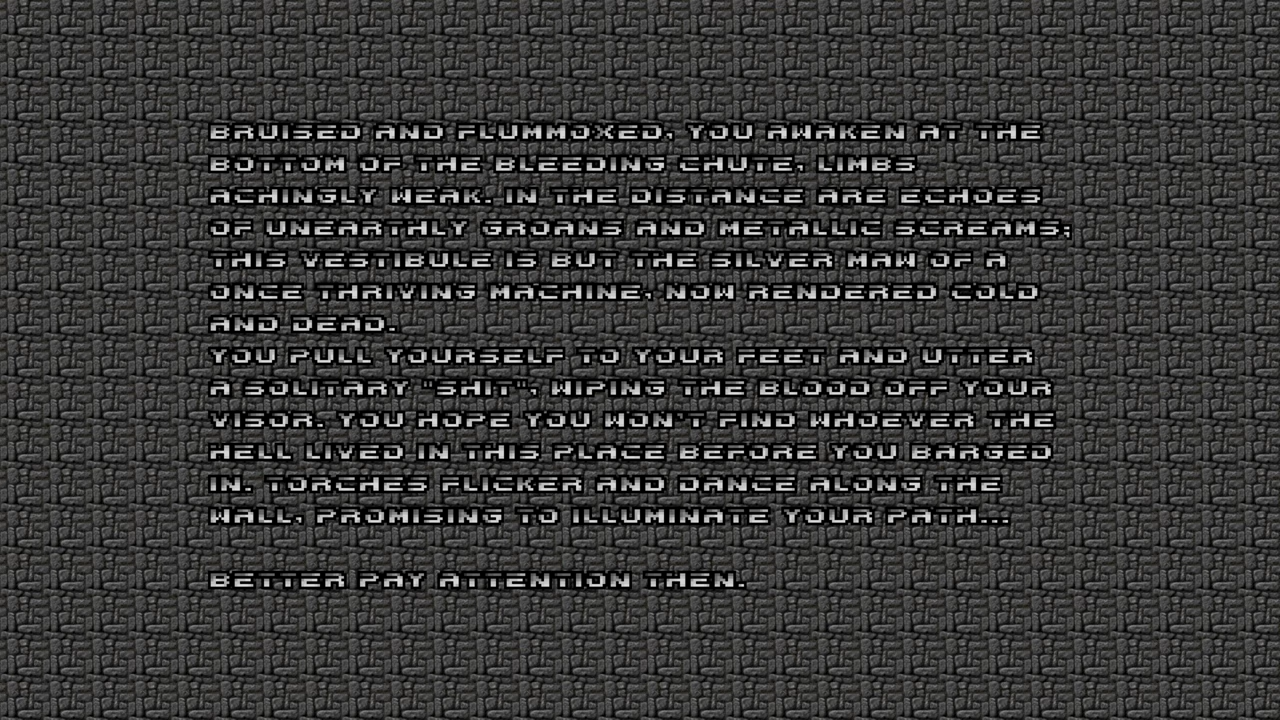 BRUISED AND FLUMMOXED, YOU AWAKEN AT THE
BOTTOM OF THE BLEEDING CHUTE, LIMBS
ACHINGLY WEAK. IN THE DISTANCE ARE ECHOES
OF UNEARTHLY GROANS AND METALLIC SCREAMS;
THIS VESTIBULE IS BUT THE SILVER MAW OF A
ONCE THRIVING MACHINE, NOW RENDERED COLD
AND DEAD.
YOU PULL YOURSELF TO YOUR FEET AND UTTER
A SOLITARY "SHIT", WIPING THE BLOOD OFF YOUR
VISOR. YOU HOPE YOU WON'T FIND WHOEVER THE
HELL LIVED IN THIS PLACE BEFORE YOU BARGED
IN. TORCHES FLICKER AND DANCE ALONG THE
WALL, PROMISING TO ILLUMINATE YOUR PATH...
BETTER PAY ATTENTION THEN.